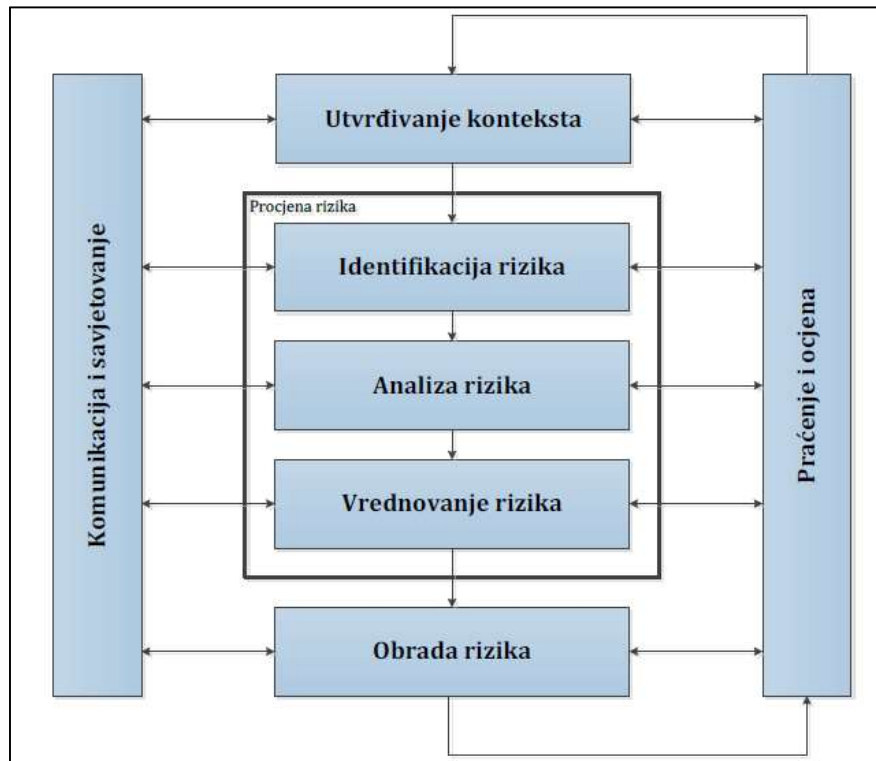 Utvrđivanje konteksta
Procjena rizika
Identifikacija rizika
Analiza rizika
Vrednovanje rizika
Obrada rizika
Komunikacija i savjetovanje
Praćenje i ocjena